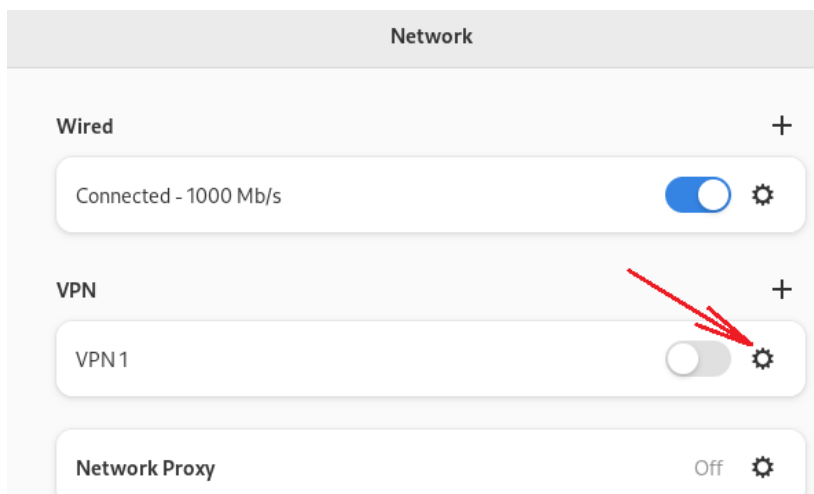 Network
Wired
Connected - 1000 Mb/s
VPN
VPN 1
Network Proxy Off